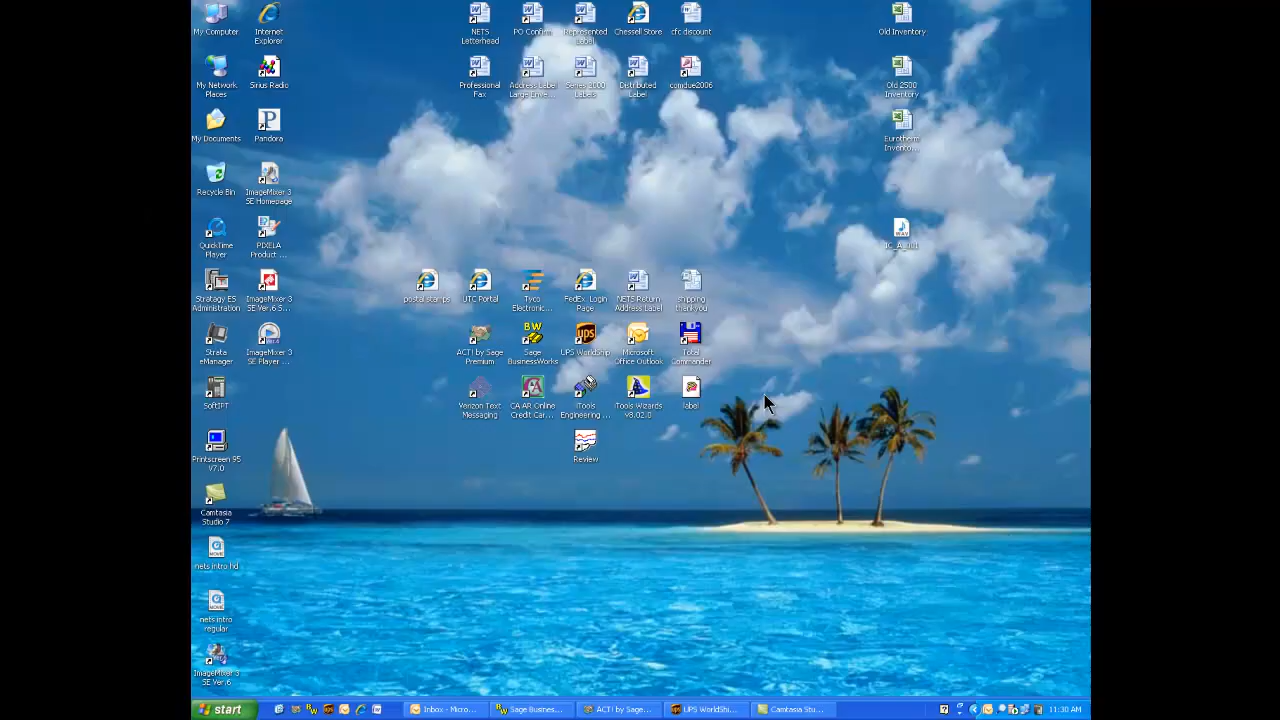 My Computer
Internet
Explorer
NETS
Letterhead
PO Confirm
Represented
Label
Chessell Store
cfc discount
Old Inventory
My Network
Places
Sirius Radio
Professional
Fax
Address Label
Large Enve...
Series 2000
Labels
Distributed
Label
comdue2006
Old 2500
Inventory
My Documents
Pandora
Eurotherm
Invento...
Recycle Bin
ImageMixer 3
SE Homepage
QuickTime
Player
PIXELA
Product ...
IC_A_001
Stratagy ES
Administration
ImageMixer 3
SE Ver.6 S...
postal stamps
UTC Portal
Tyco
Electronic...
FedEx. Login
Page
NETS Return
Address Label
shipping
thankyou
Strata
eManager
ImageMixer 3
SE Player ...
ACT! by Sage
Premium
BW
Sage
BusinessWorks
ups
UPS WorldShip
Microsoft
Office Outlook
Total
Commander
SoftIPT
Verizon Text
Messaging
CA-AR Online
Credit Car...
iTools
Engineering ...
iTools Wizards
V8.02.0
label
Printscreen 95
V7.0
Review
Camtasia
Studio 7
nets intro hd
nets intro
regular
ImageMixer 3
SE Ver.6
start
Inbox - Micro...
Sage Busines...
ACT! by Sage...
UPS WorldShi...
Camtasia Stu...
11:30 AM